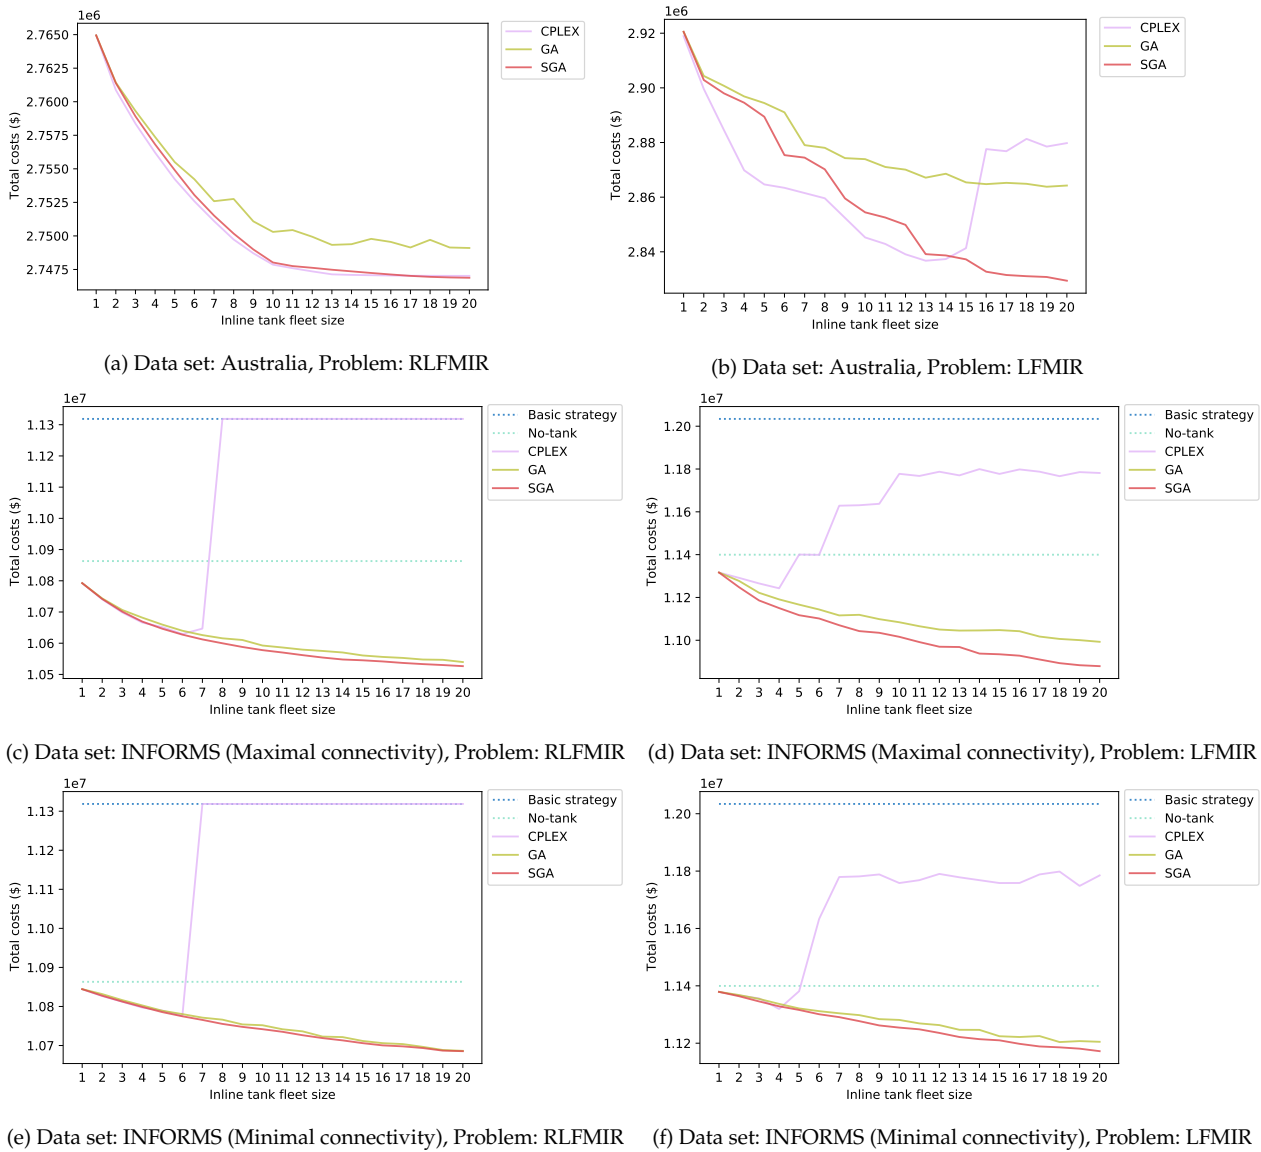 1e6
2.7650
2.7625
2.7600
2.7575
2.7550
2.7525
2.7500
2.7475
Total costs ($)
1 2 3 4 5 6 7 8 9 10 11 12 13 14 15 16 17 18 19 20
Inline tank fleet size
CPLEX
GA
SGA
(a) Data set: Australia, Problem: RLFMIR
1e6
2.92
2.90
2.88
2.86
2.84
Total costs ($)
1 2 3 4 5 6 7 8 9 10 11 12 13 14 15 16 17 18 19 20
Inline tank fleet size
CPLEX
GA
SGA
(b) Data set: Australia, Problem: LFMIR
1e7
1.13
1.12
1.11
1.10
1.09
1.08
1.07
1.06
1.05
Total costs ($)
1 2 3 4 5 6 7 8 9 10 11 12 13 14 15 16 17 18 19 20
Inline tank fleet size
Basic strategy
No-tank
CPLEX
GA
SGA
(c) Data set: INFORMS (Maximal connectivity), Problem: RLFMIR
1e7
1.20
1.18
1.16
1.14
1.12
1.10
Total costs ($)
1 2 3 4 5 6 7 8 9 10 11 12 13 14 15 16 17 18 19 20
Inline tank fleet size
Basic strategy
No-tank
CPLEX
GA
SGA
(d) Data set: INFORMS (Maximal connectivity), Problem: LFMIR
1e7
1.13
1.12
1.11
1.10
1.09
1.08
1.07
Total costs ($)
1 2 3 4 5 6 7 8 9 10 11 12 13 14 15 16 17 18 19 20
Inline tank fleet size
Basic strategy
No-tank
CPLEX
GA
SGA
(e) Data set: INFORMS (Minimal connectivity), Problem: RLFMIR
1e7
1.20
1.18
1.16
1.14
1.12
Total costs ($)
1 2 3 4 5 6 7 8 9 10 11 12 13 14 15 16 17 18 19 20
Inline tank fleet size
Basic strategy
No-tank
CPLEX
GA
SGA
(f) Data set: INFORMS (Minimal connectivity), Problem: LFMIR